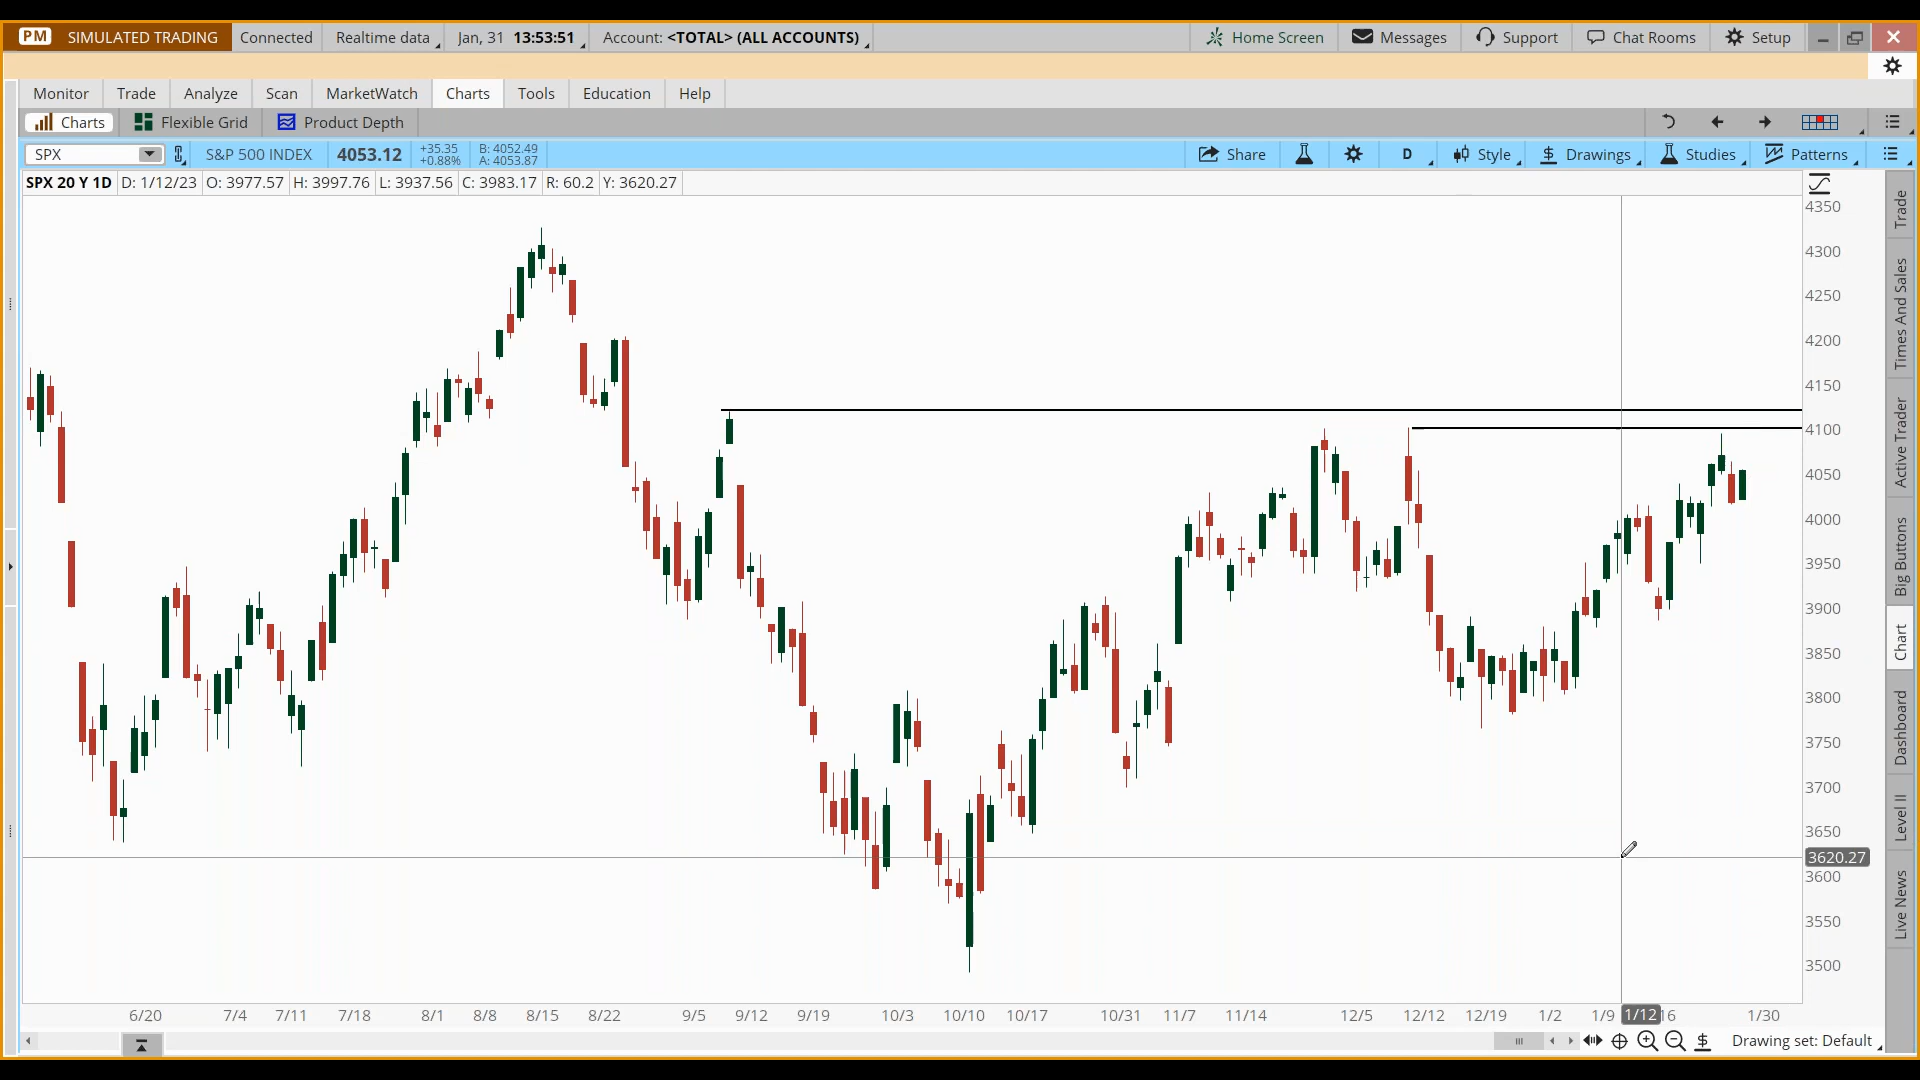 PM SIMULATED TRADING Connected Realtime data Jan, 31 13:53:51 Account: <TOTAL> (ALL ACCOUNTS) Home Screen Messages Support Chat Rooms Setup
Monitor Trade Analyze Scan MarketWatch Charts Tools Education Help
Charts Flexible Grid Product Depth
SPX S&P 500 INDEX 4053.12 +35.35 +0.88% B: 4052.49 A: 4053.87 Share D Style Drawings Studies Patterns
SPX 20 Y 1D D: 1/12/23 O: 3977.57 H: 3997.76 L: 3937.56 C: 3983.17 R: 60.2 Y: 3620.27
4350
4300
4250
4200
4150
4100
4050
4000
3950
3900
3850
3800
3750
3700
3650
3620.27
3600
3550
3500
6/20 7/4 7/11 7/18 8/1 8/8 8/15 8/22 9/5 9/12 9/19 10/3 10/10 10/17 10/31 11/7 11/14 12/5 12/12 12/19 1/2 1/9 1/12 16 1/30
Drawing set: Default
Trade
Times And Sales
Active Trader
Big Buttons
Chart
Dashboard
Level II
Live News